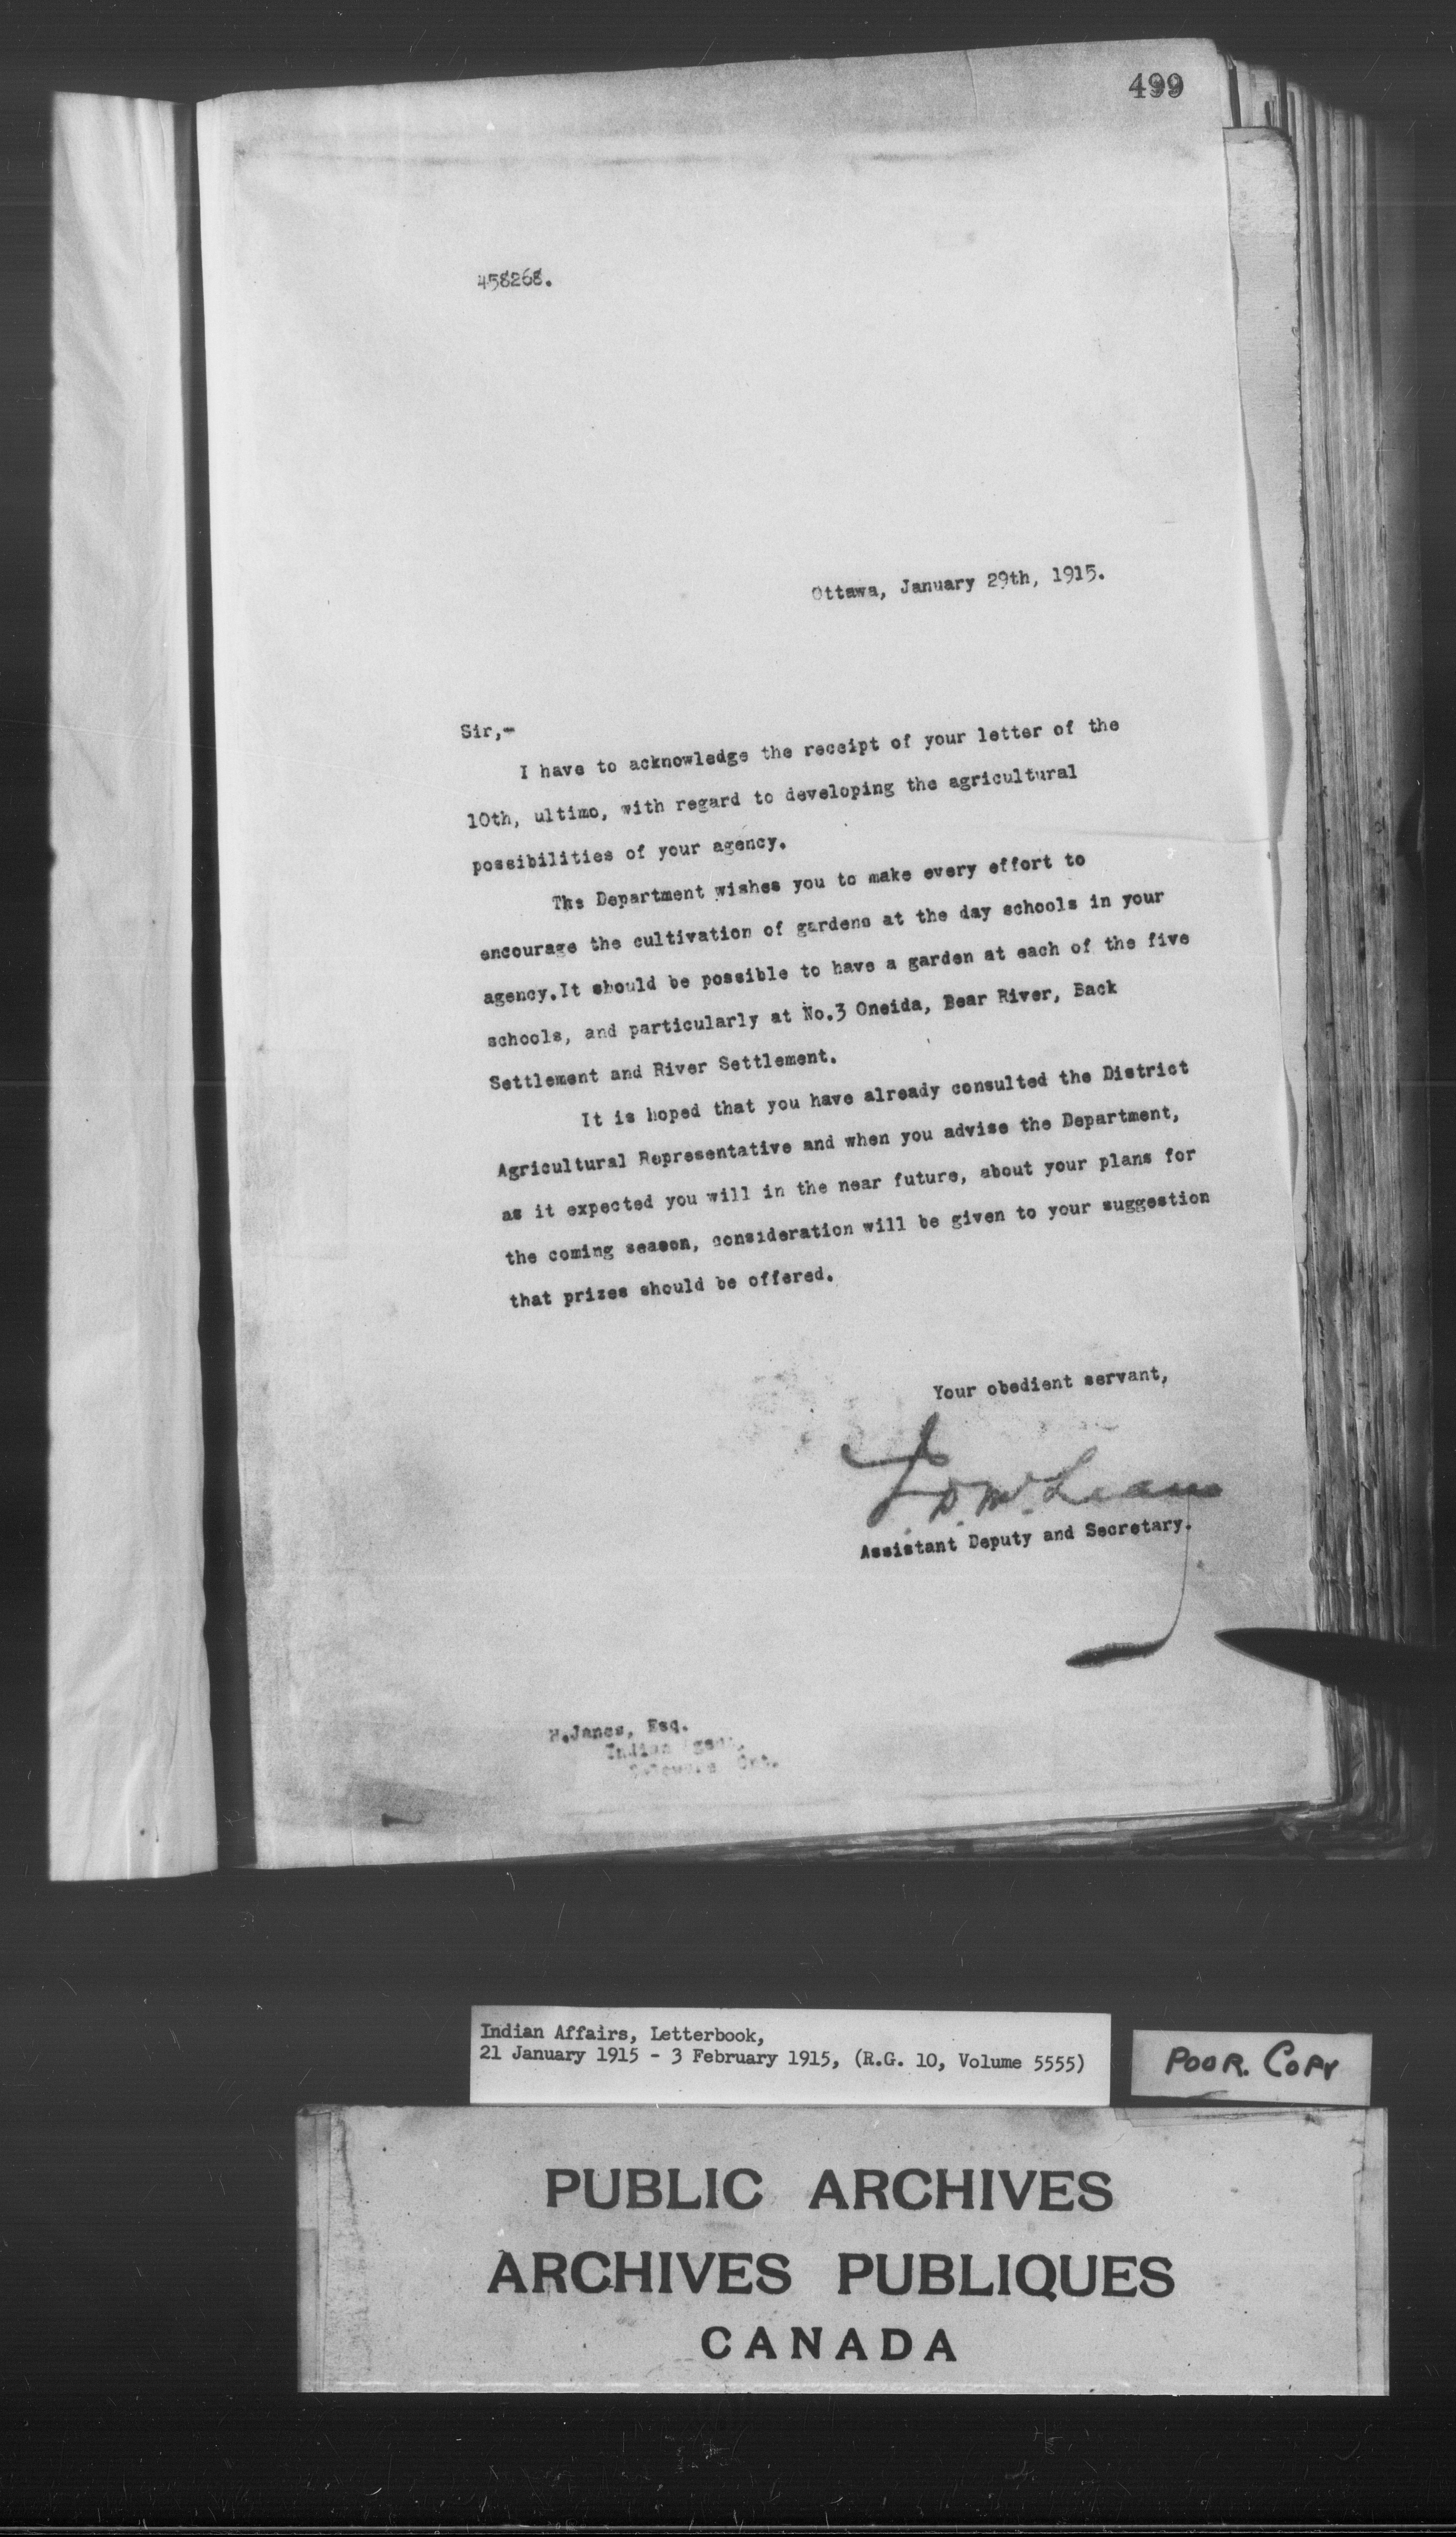 499
458268.
Ottawa, January 29th, 1915.
Sir,-
I have to acknowledge the receipt of your letter of the
10th, ultimo, with regard to developing the agricultural
possibilities of your agency.
The Department wishes you to make every effort to
encourage the cultivation of gardens at the day schools in your
agency.It should be possible to have a garden at each of the five
schools, and particularly at No.3 Oneida, Bear River, Back
Settlement and River Settlement.
It is hoped that you have already consulted the District
Agricultural Representative and when you advise the Department,
as it expected you will in the near future, about your plans for
the coming season, consideration will be given to your suggestion
that prizes should be offered.
Your obedient servant,
J.D. McLean
Assistant Deputy and Secretary.
Esq.
Indian
Ont.
Indian Affairs, Letterbook,
21 January 1915 - 3 February 1915, (R.G. 10, Volume 5555)
POOR. COPY
PUBLIC ARCHIVES
ARCHIVES PUBLIQUES
CANADA